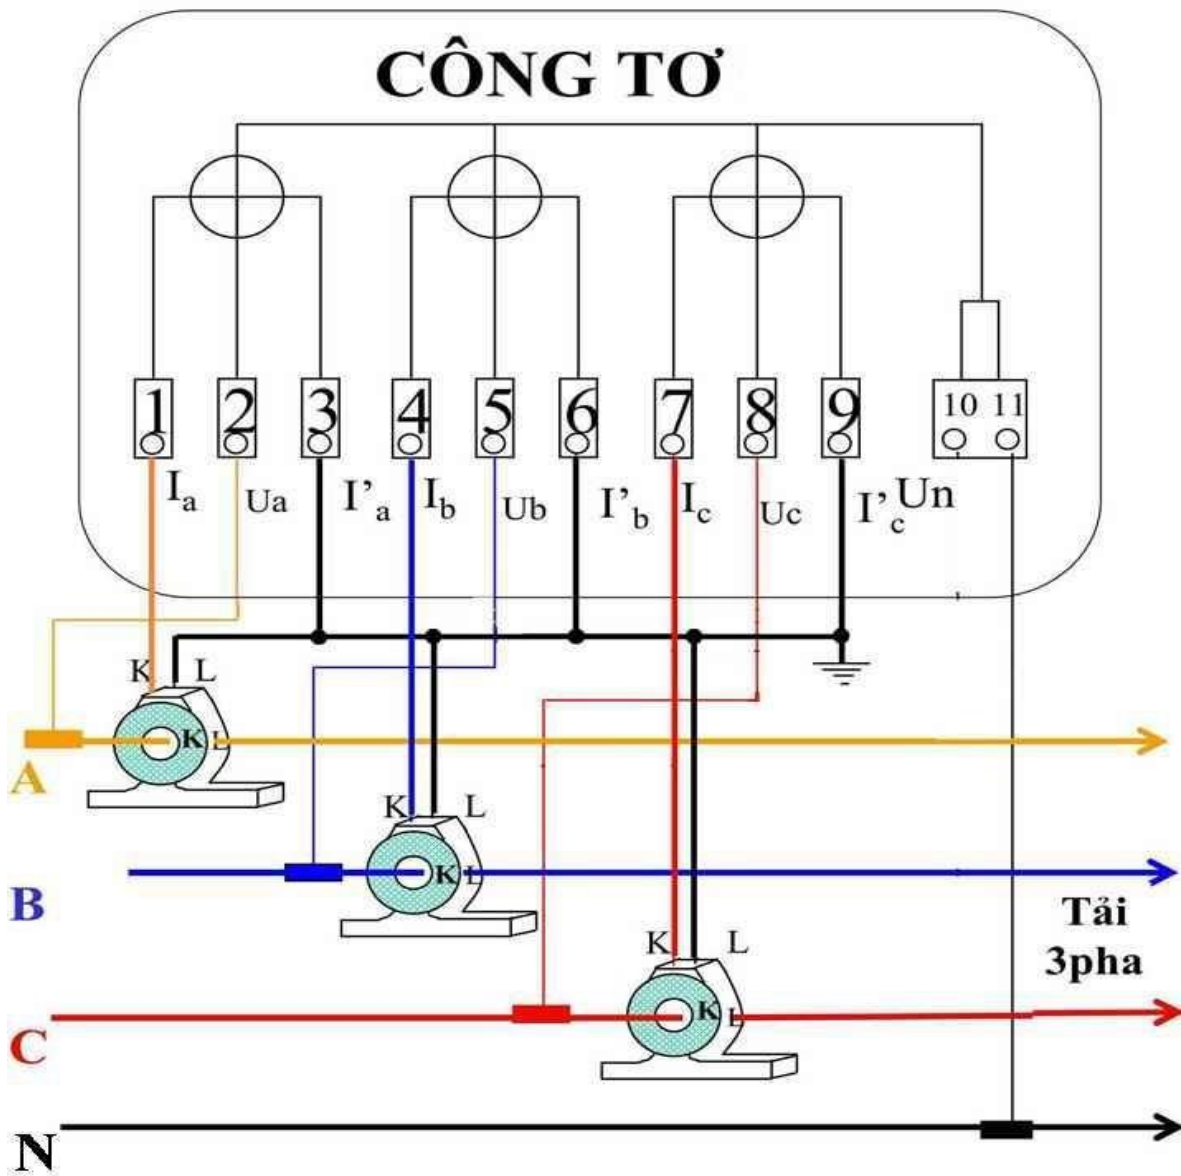 CÔNG TƠ
1 2 3 4 5 6 7 8 9 10 11
Ia Ua I'a Ib Ub I'b Ic Uc I'c Un
K L
K L
A
K L
K L
B
Tải
3pha
K L
K L
C
N